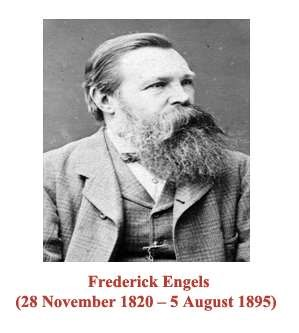 Frederick Engels
(28 November 1820 – 5 August 1895)